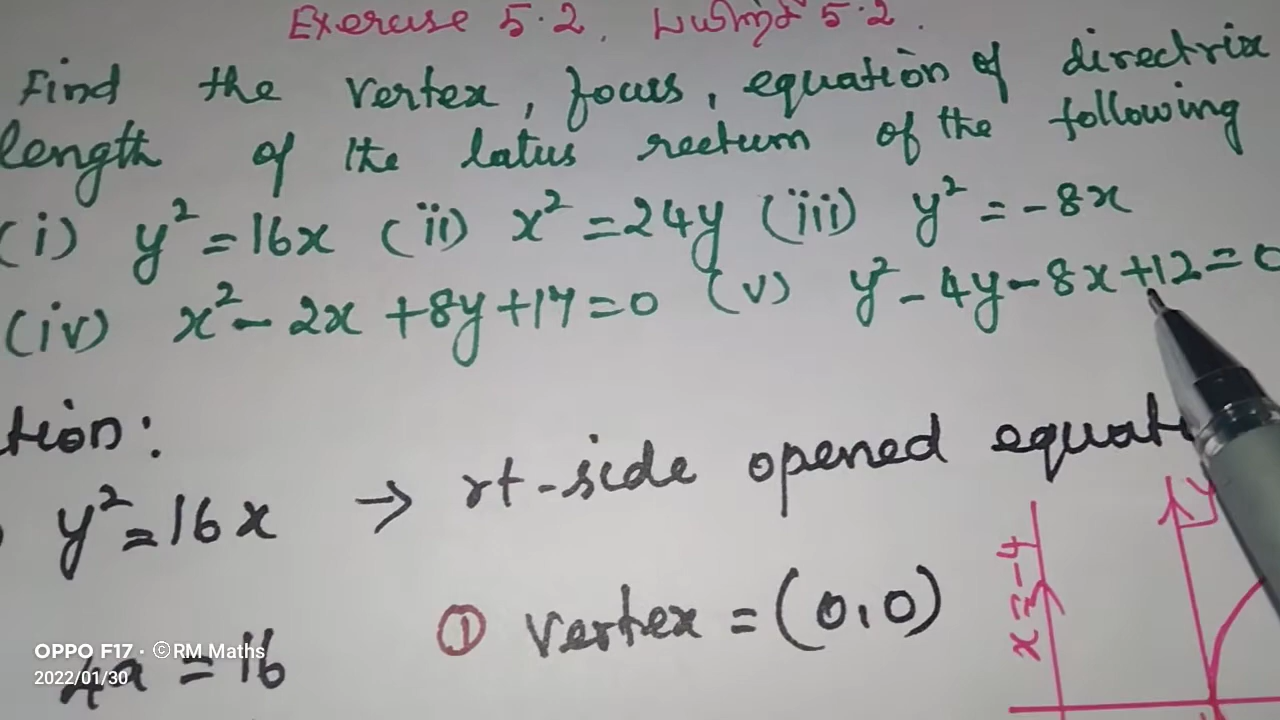 Exercise 5.2, பயிற்சி 5.2.
Find the vertex, focus, equation of directrix
length of the latus rectum of the following
(i) y² = 16x (ii) x² = 24y (iii) y² = -8x
(iv) x² - 2x + 8y + 17 = 0 (v) y² - 4y - 8x + 12 = 0
tion:
y² = 16x → rt-side opened equati
x = -4
y
① vertex = (0,0)
4a = 16
OPPO F17 · ©RM Maths
2022/01/30